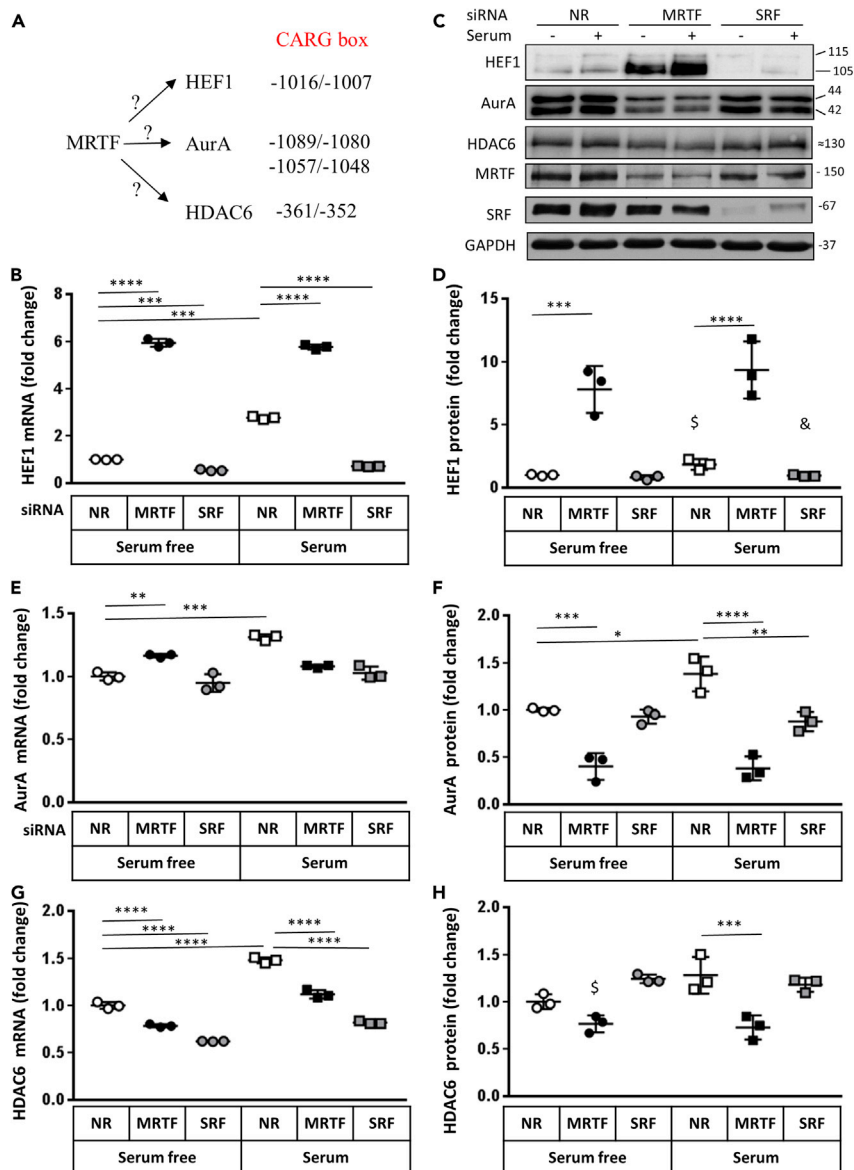 A
CARG box
?
HEF1
-1016/-1007
MRTF
?
AurA
-1089/-1080
-1057/-1048
?
HDAC6
-361/-352
C
siRNA NR MRTF SRF
Serum - + - + - +
HEF1
115
105
AurA
44
42
HDAC6
≈130
MRTF
- 150
SRF
-67
GAPDH
-37
B
HEF1 mRNA (fold change)
8
6
4
2
0
****
***
***
****
****
siRNA
NR MRTF SRF NR MRTF SRF
Serum free Serum
D
HEF1 protein (fold change)
15
10
5
0
***
****
$
&
NR MRTF SRF NR MRTF SRF
Serum free Serum
E
AurA mRNA (fold change)
1.5
1.0
0.5
0.0
**
***
siRNA
NR MRTF SRF NR MRTF SRF
Serum free Serum
F
AurA protein (fold change)
2.0
1.5
1.0
0.5
0.0
***
*
****
**
NR MRTF SRF NR MRTF SRF
Serum free Serum
G
HDAC6 mRNA (fold change)
2.0
1.5
1.0
0.5
0.0
****
****
****
****
****
NR MRTF SRF NR MRTF SRF
Serum free Serum
H
HDAC6 protein (fold change)
2.0
1.5
1.0
0.5
0.0
$
***
NR MRTF SRF NR MRTF SRF
Serum free Serum